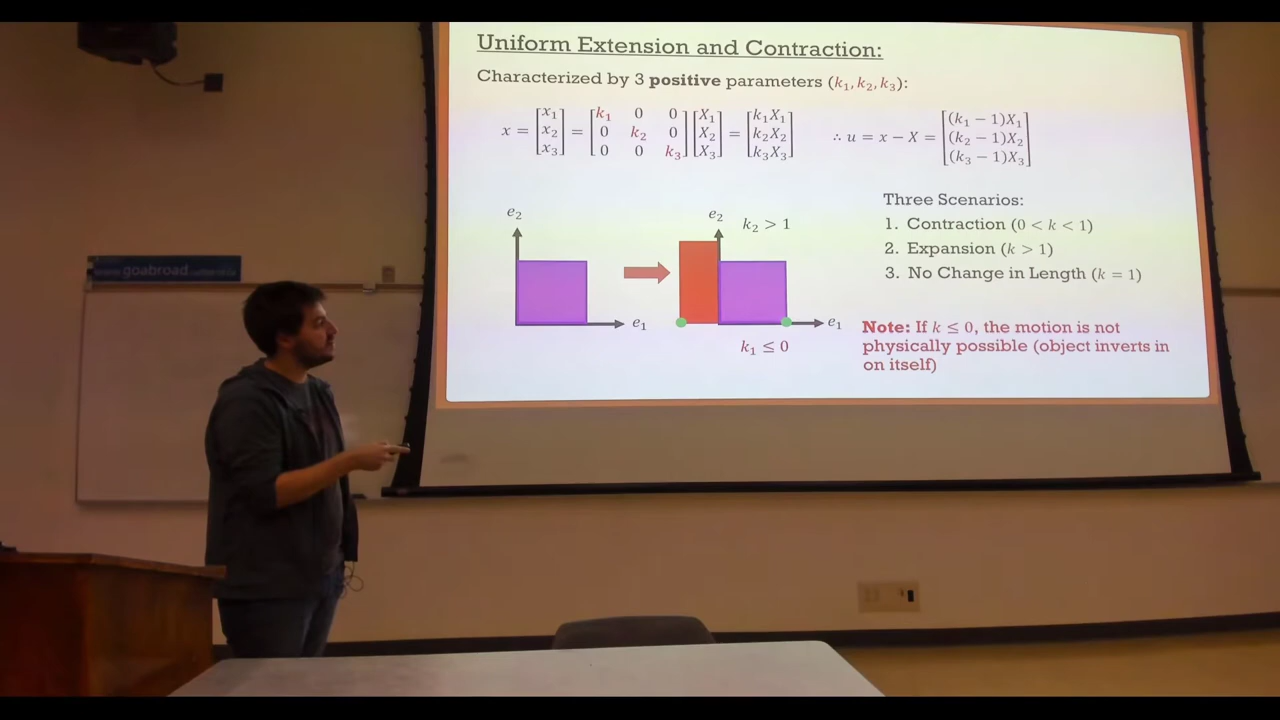 Uniform Extension and Contraction:
Characterized by 3 positive parameters (k₁, k₂, k₃):
x = [x₁ x₂ x₃] = [k₁ 0 0; 0 k₂ 0; 0 0 k₃] [X₁ X₂ X₃] = [k₁X₁ k₂X₂ k₃X₃] ∴ u = x − X = [(k₁ − 1)X₁ (k₂ − 1)X₂ (k₃ − 1)X₃]
Three Scenarios:
1. Contraction (0 < k < 1)
2. Expansion (k > 1)
3. No Change in Length (k = 1)
e₂
e₁
e₂
k₂ > 1
e₁
k₁ ≤ 0
Note: If k ≤ 0, the motion is not
physically possible (object inverts in
on itself)
www.goabroad